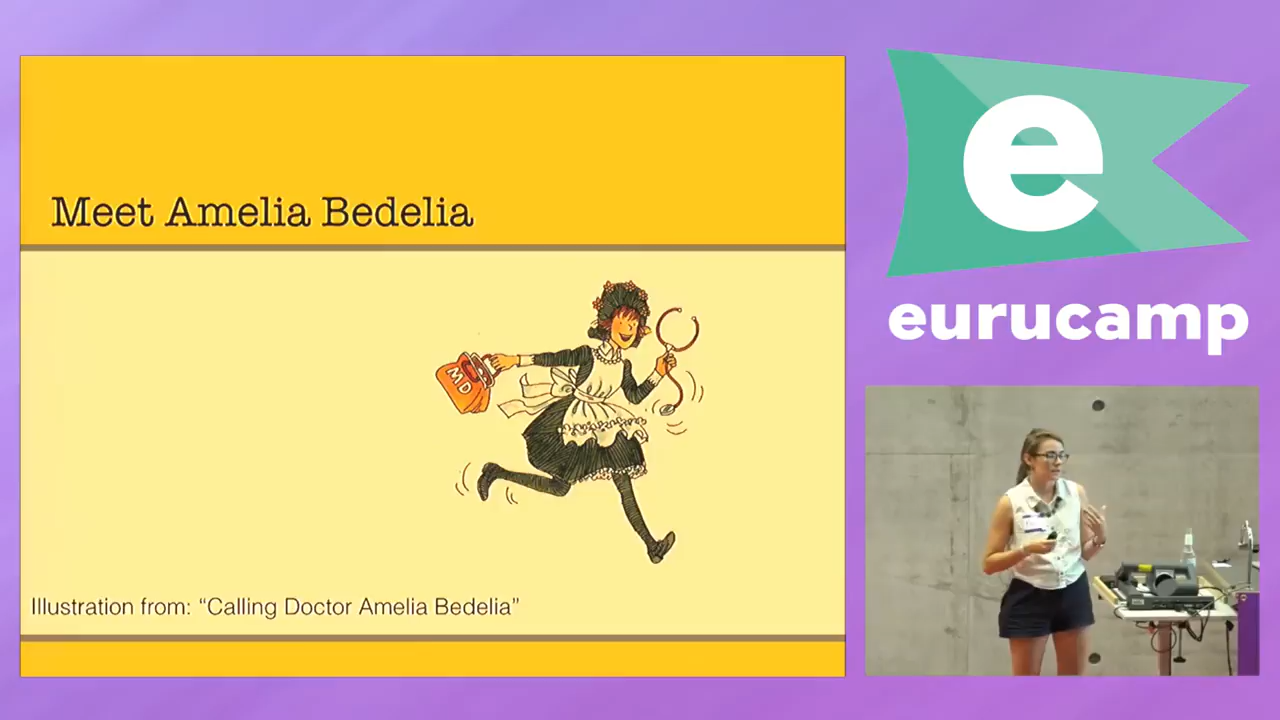 Meet Amelia Bedelia
MD
Illustration from: “Calling Doctor Amelia Bedelia”
e
eurucamp